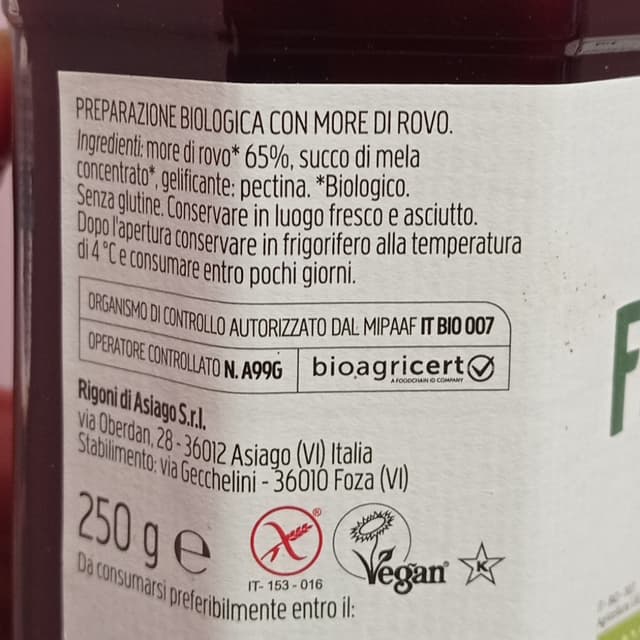 PREPARAZIONE BIOLOGICA CON MORE DI ROVO.
Ingredienti: more di rovo* 65%, succo di mela
concentrato*, gelificante: pectina. *Biologico.
Senza glutine. Conservare in luogo fresco e asciutto.
Dopo l'apertura conservare in frigorifero alla temperatura
di 4 °C e consumare entro pochi giorni.
ORGANISMO DI CONTROLLO AUTORIZZATO DAL MIPAAF IT BIO 007
OPERATORE CONTROLLATO N. A99G
bioagricert
A FOODCHAIN ID COMPANY
Rigoni di Asiago S.r.l.
via Oberdan, 28 - 36012 Asiago (VI) Italia
Stabilimento: via Gecchelini - 36010 Foza (VI)
250 g e
IT- 153 - 016
Vegan
K
Da consumarsi preferibilmente entro il:
F